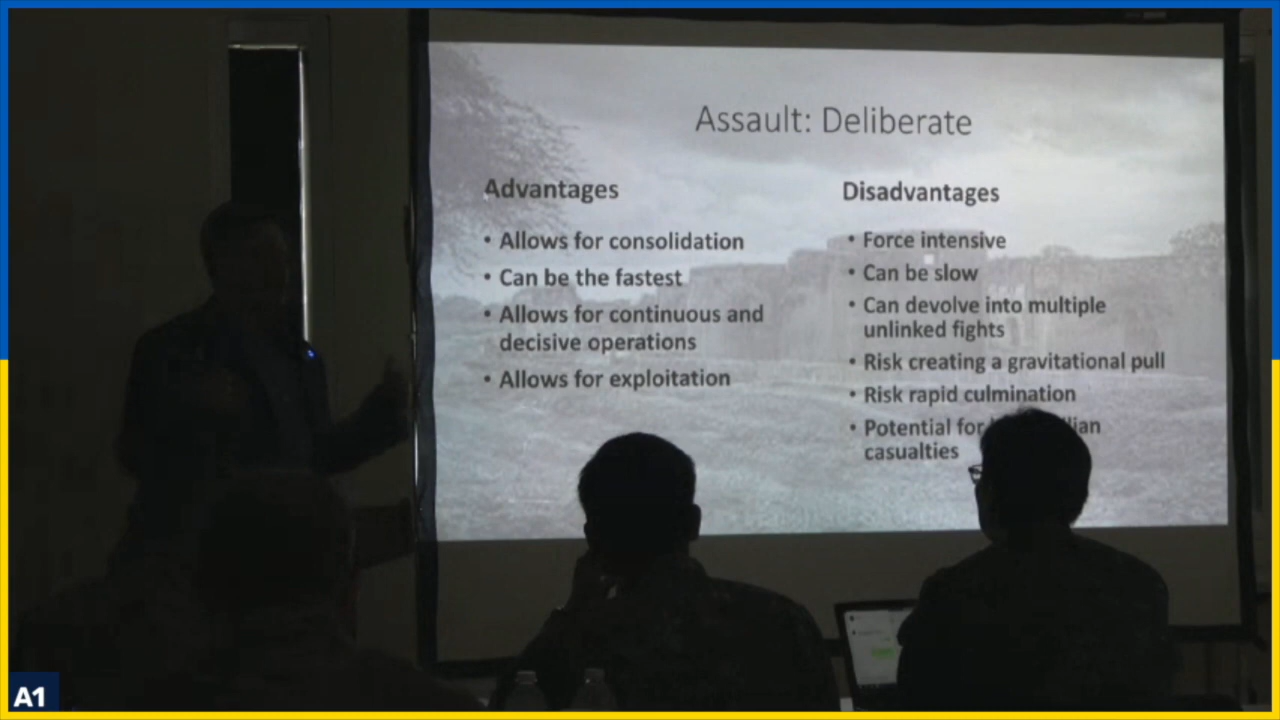 Assault: Deliberate
Advantages
• Allows for consolidation
• Can be the fastest
• Allows for continuous and
decisive operations
• Allows for exploitation
Disadvantages
• Force intensive
• Can be slow
• Can devolve into multiple
unlinked fights
• Risk creating a gravitational pull
• Risk rapid culmination
• Potential for
casualties
A1